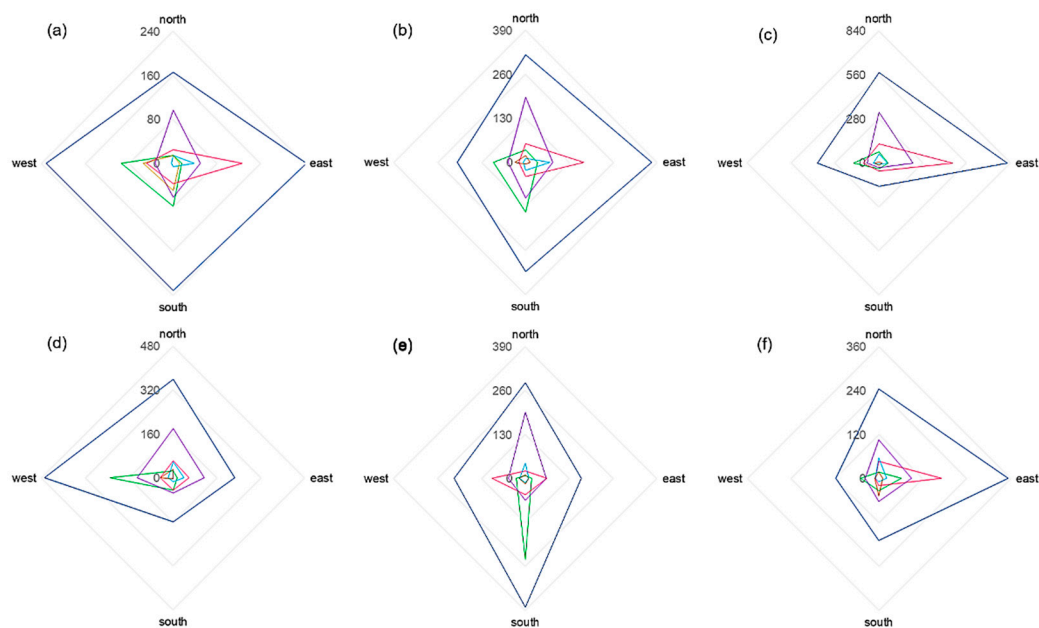 (a)
north
240
160
80
0
west
east
south
(b)
north
390
260
130
0
west
east
south
(c)
north
840
560
280
0
west
east
south
(d)
north
480
320
160
0
west
east
south
(e)
north
390
260
130
0
west
east
south
(f)
north
360
240
120
0
west
east
south